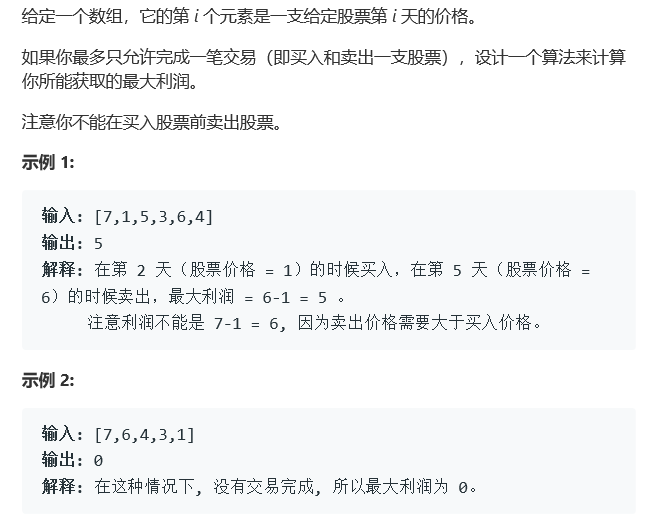 给定一个数组，它的第 i 个元素是一支给定股票第 i 天的价格。
如果你最多只允许完成一笔交易（即买入和卖出一支股票），设计一个算法来计算
你所能获取的最大利润。
注意你不能在买入股票前卖出股票。
示例 1:
输入: [7,1,5,3,6,4]
输出: 5
解释: 在第 2 天（股票价格 = 1）的时候买入，在第 5 天（股票价格 =
6）的时候卖出，最大利润 = 6-1 = 5 。
注意利润不能是 7-1 = 6, 因为卖出价格需要大于买入价格。
示例 2:
输入: [7,6,4,3,1]
输出: 0
解释: 在这种情况下, 没有交易完成, 所以最大利润为 0。